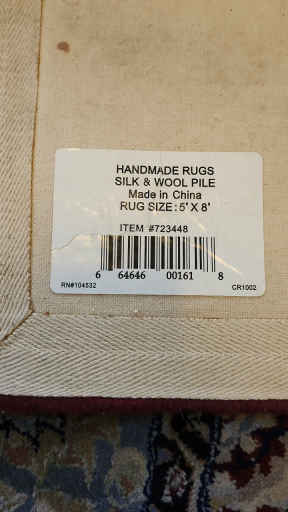 HANDMADE RUGS
SILK & WOOL PILE
Made in China
RUG SIZE: 5' X 8'
ITEM #723448
6 64646 00161 8
RN#104532 CR1002